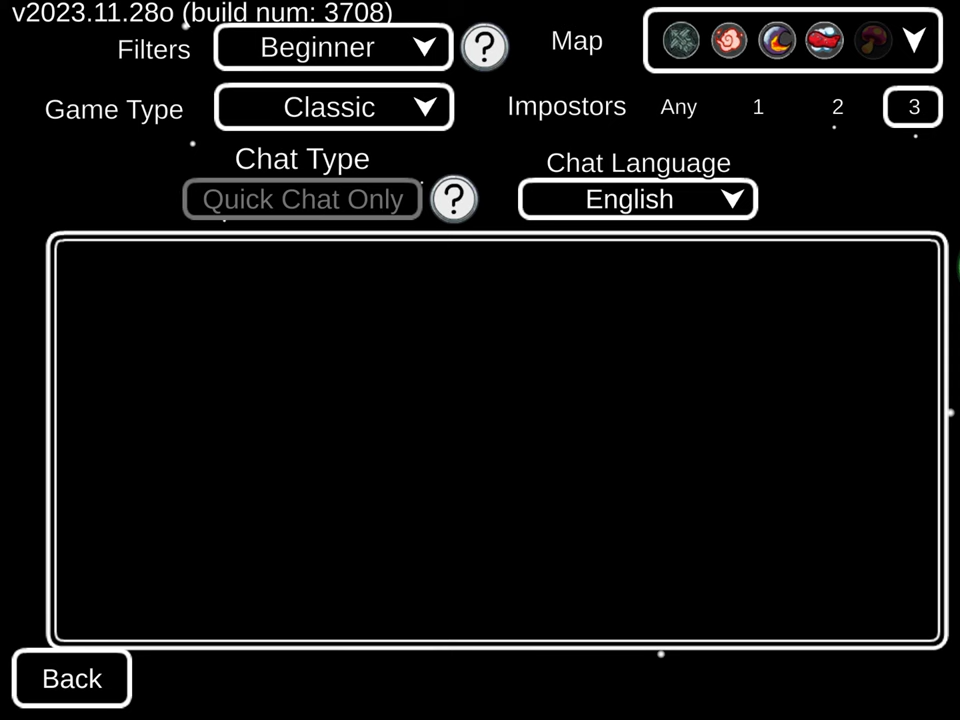 v2023.11.28o (build num: 3708)
Filters Beginner ? Map
Game Type Classic Impostors Any 1 2 3
Chat Type Chat Language
Quick Chat Only ? English
Back